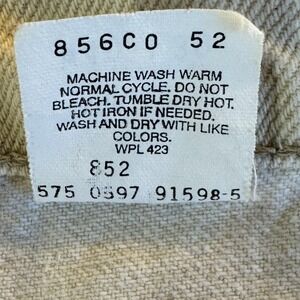 856C0 52
MACHINE WASH WARM
NORMAL CYCLE. DO NOT
BLEACH. TUMBLE DRY HOT.
HOT IRON IF NEEDED.
WASH AND DRY WITH LIKE
COLORS.
WPL 423
852
575 0597 91598-5